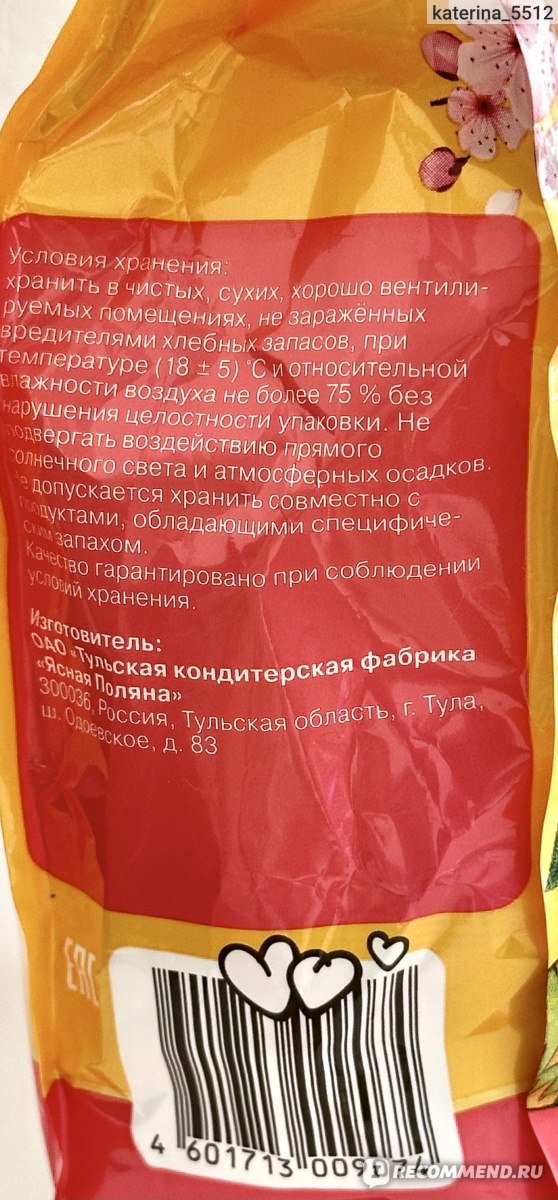 katerina_5512
Условия хранения:
хранить в чистых, сухих, хорошо вентили-
руемых помещениях, не заражённых
вредителями хлебных запасов, при
температуре (18 ± 5) °С и относительной
влажности воздуха не более 75 % без
нарушения целостности упаковки. Не
подвергать воздействию прямого
солнечного света и атмосферных осадков.
Не допускается хранить совместно с
продуктами, обладающими специфиче-
ским запахом.
Качество гарантировано при соблюдении
условий хранения.
Изготовитель:
ОАО «Тульская кондитерская фабрика
«Ясная Поляна»
300036, Россия, Тульская область, г. Тула,
ш. Одоевское, д. 83
EAC
4 601713 009
RECOMMEND.RU